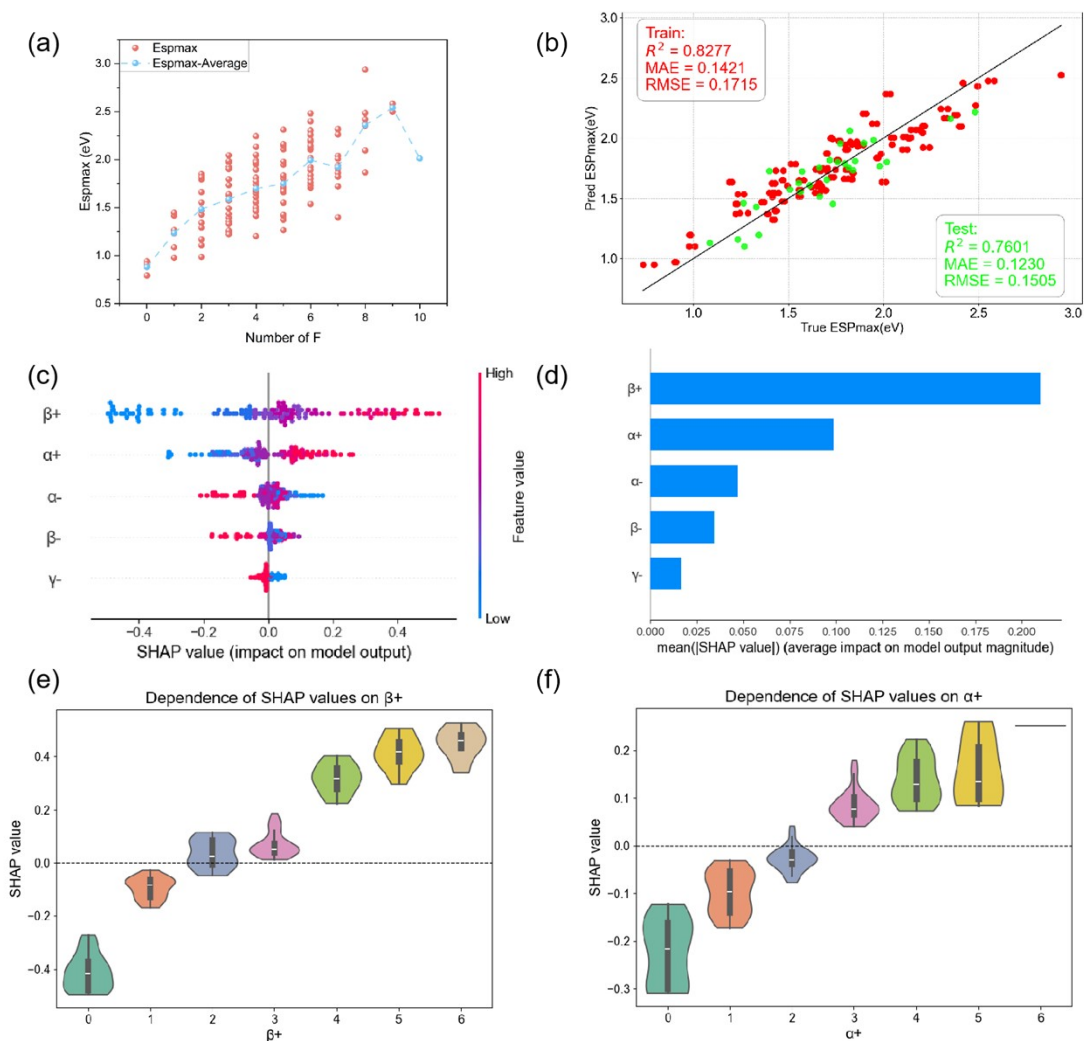 (a)
Espmax
Espmax-Average
3.0
2.5
2.0
1.5
1.0
0.5
Espmax (eV)
0
2
4
6
8
10
Number of F
(b)
Train:
R² = 0.8277
MAE = 0.1421
RMSE = 0.1715
Test:
R² = 0.7601
MAE = 0.1230
RMSE = 0.1505
3.0
2.5
2.0
1.5
1.0
Pred ESPmax(eV)
1.0
1.5
2.0
2.5
3.0
True ESPmax(eV)
(c)
β+
α+
α-
β-
γ-
−0.4
−0.2
0.0
0.2
0.4
SHAP value (impact on model output)
High
Feature value
Low
(d)
β+
α+
α-
β-
γ-
0.000
0.025
0.050
0.075
0.100
0.125
0.150
0.175
0.200
mean(|SHAP value|) (average impact on model output magnitude)
(e)
Dependence of SHAP values on β+
0.4
0.2
0.0
−0.2
−0.4
SHAP value
0
1
2
3
4
5
6
β+
(f)
Dependence of SHAP values on α+
0.2
0.1
0.0
−0.1
−0.2
−0.3
SHAP value
0
1
2
3
4
5
6
α+